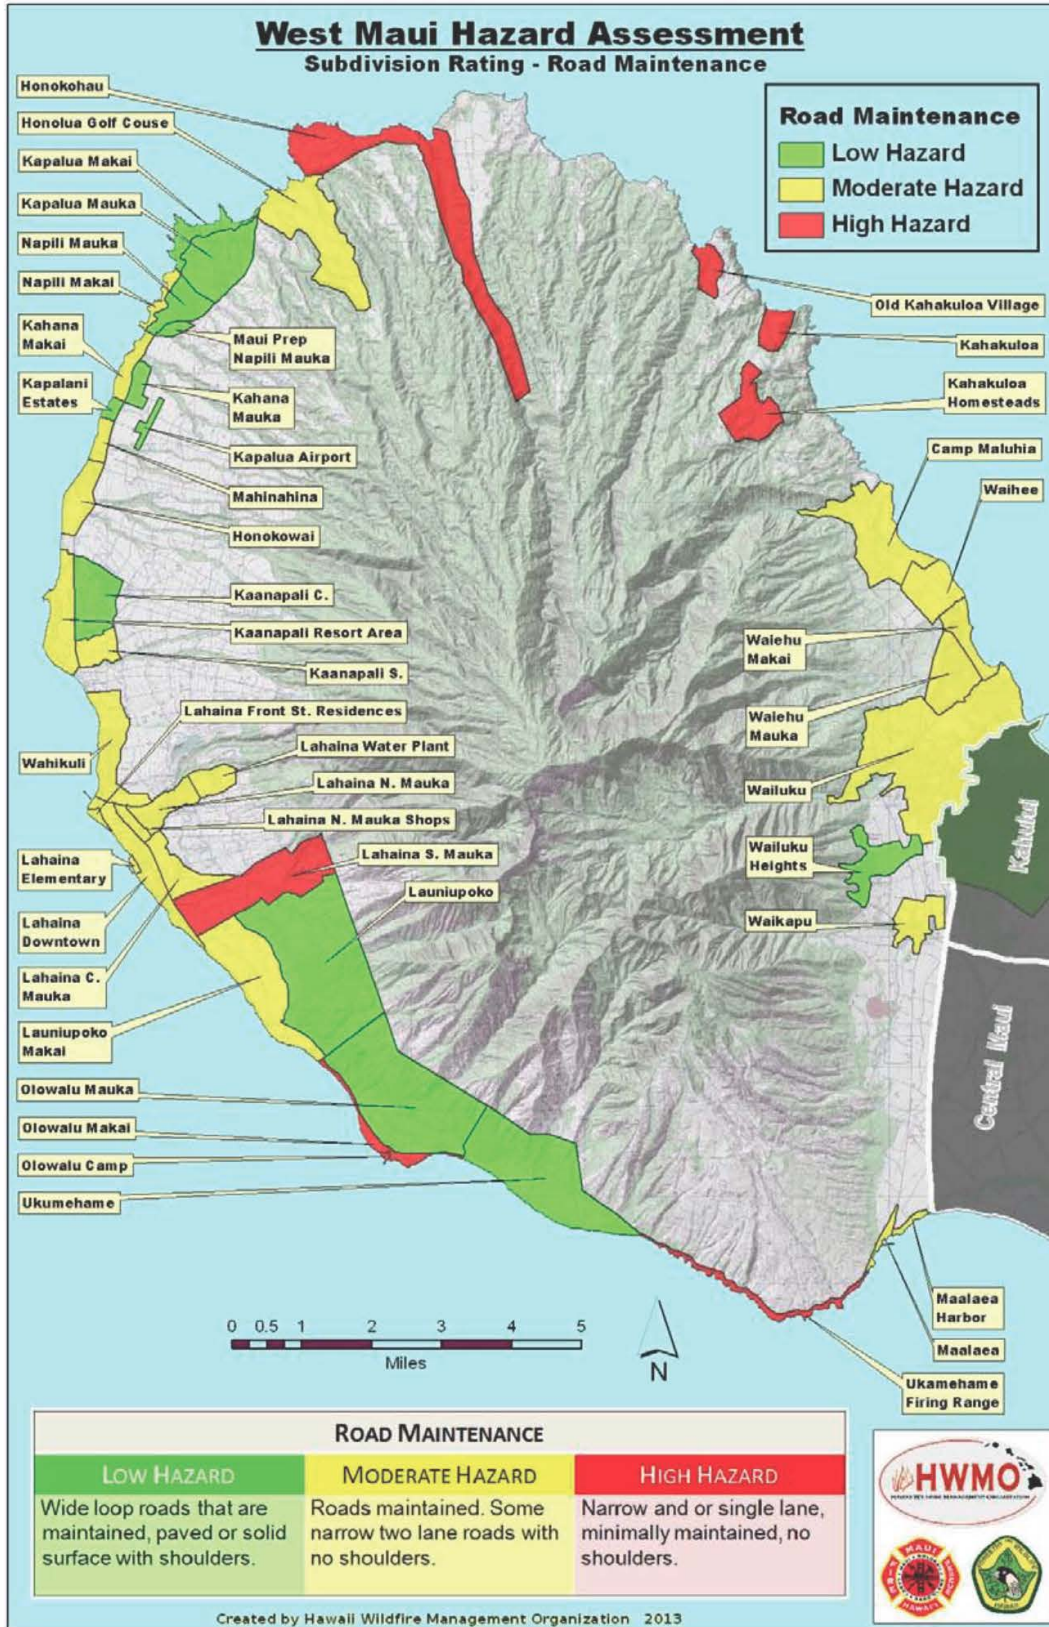 West Maui Hazard Assessment
Subdivision Rating - Road Maintenance
Road Maintenance
Low Hazard
Moderate Hazard
High Hazard
Honokohau
Honolua Golf Couse
Kapalua Makai
Kapalua Mauka
Napili Mauka
Napili Makai
Kahana
Makai
Kapalani
Estates
Maui Prep
Napili Mauka
Kahana
Mauka
Kapalua Airport
Mahinahina
Honokowai
Kaanapali C.
Kaanapali Resort Area
Kaanapali S.
Lahaina Front St. Residences
Lahaina Water Plant
Lahaina N. Mauka
Lahaina N. Mauka Shops
Lahaina S. Mauka
Launiupoko
Wahikuli
Lahaina
Elementary
Lahaina
Downtown
Lahaina C.
Mauka
Launiupoko
Makai
Olowalu Mauka
Olowalu Makai
Olowalu Camp
Ukumehame
Old Kahakuloa Village
Kahakuloa
Kahakuloa
Homesteads
Camp Maluhia
Waihee
Waiehu
Makai
Waiehu
Mauka
Wailuku
Wailuku
Heights
Waikapu
Kahului
Central Maui
Maalaea
Harbor
Maalaea
Ukamehame
Firing Range
0 0.5 1 2 3 4 5
Miles
N
ROAD MAINTENANCE
LOW HAZARD
MODERATE HAZARD
HIGH HAZARD
Wide loop roads that are
maintained, paved or solid
surface with shoulders.
Roads maintained. Some
narrow two lane roads with
no shoulders.
Narrow and or single lane,
minimally maintained, no
shoulders.
HWMO
MAUI
FIRE
HAWAII
Created by Hawaii Wildfire Management Organization 2013